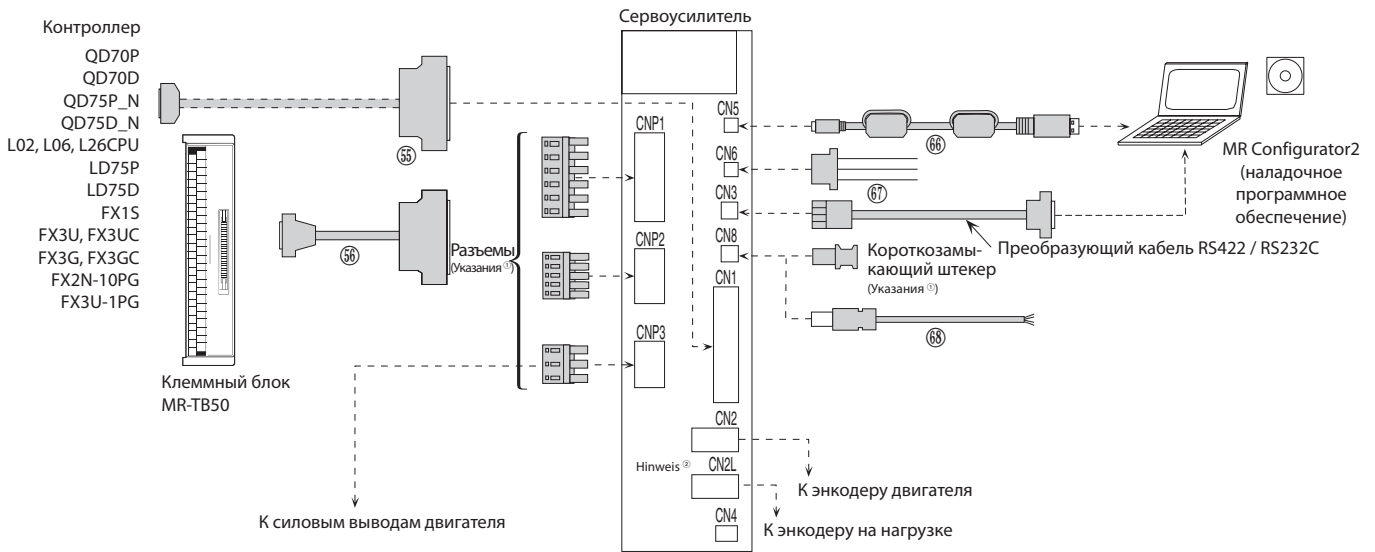 Контроллер
QD70P
QD70D
QD75P_N
QD75D_N
L02, L06, L26CPU
LD75P
LD75D
FX1S
FX3U, FX3UC
FX3G, FX3GC
FX2N-10PG
FX3U-1PG
Клеммный блок
MR-TB50
55
56
Разъемы
(Указания ①)
К силовым выводам двигателя
Сервоусилитель
CNP1
CNP2
CNP3
CN5
CN6
CN3
CN8
CN1
CN2
Hinweis ②
CN2L
CN4
66
67
MR Configurator2
(наладочное
программное
обеспечение)
Преобразующий кабель RS422 / RS232C
Короткозамы-
кающий штекер
(Указания ①)
68
К энкодеру двигателя
К энкодеру на нагрузке